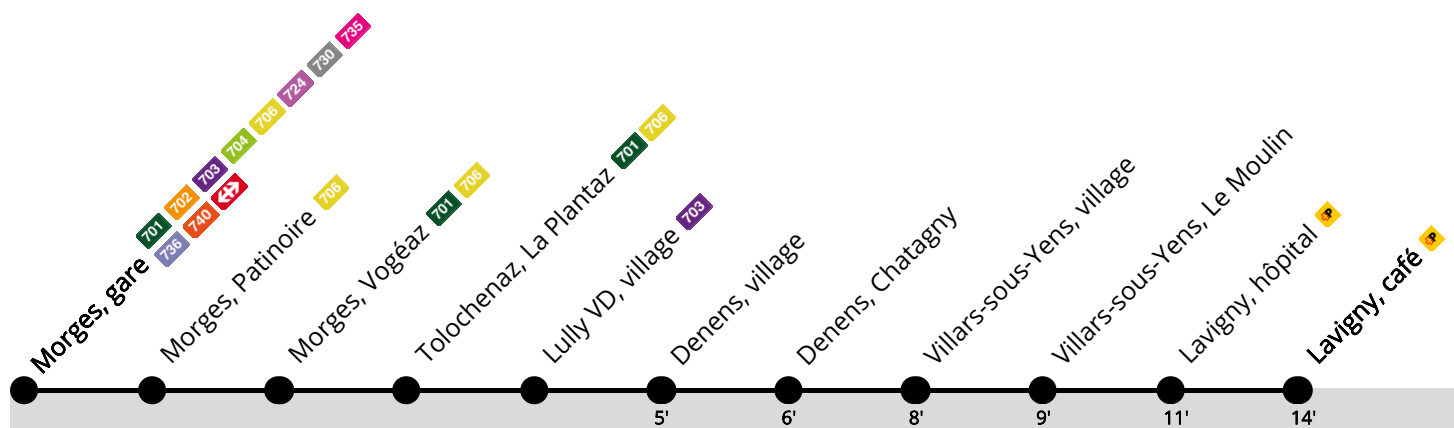 Morges, gare 701 702 703 704 706 724 730 735
736 740
Morges, Patinoire 706
Morges, Vogéaz 701 706
Tolochenaz, La Plantaz 701 706
Lully VD, village 703
Denens, village
Denens, Chatagny
Villars-sous-Yens, village
Villars-sous-Yens, Le Moulin
Lavigny, hôpital P
Lavigny, café P
5' 6' 8' 9' 11' 14'